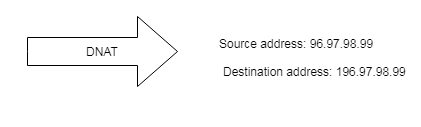 DNAT
Source address: 96.97.98.99
Destination address: 196.97.98.99